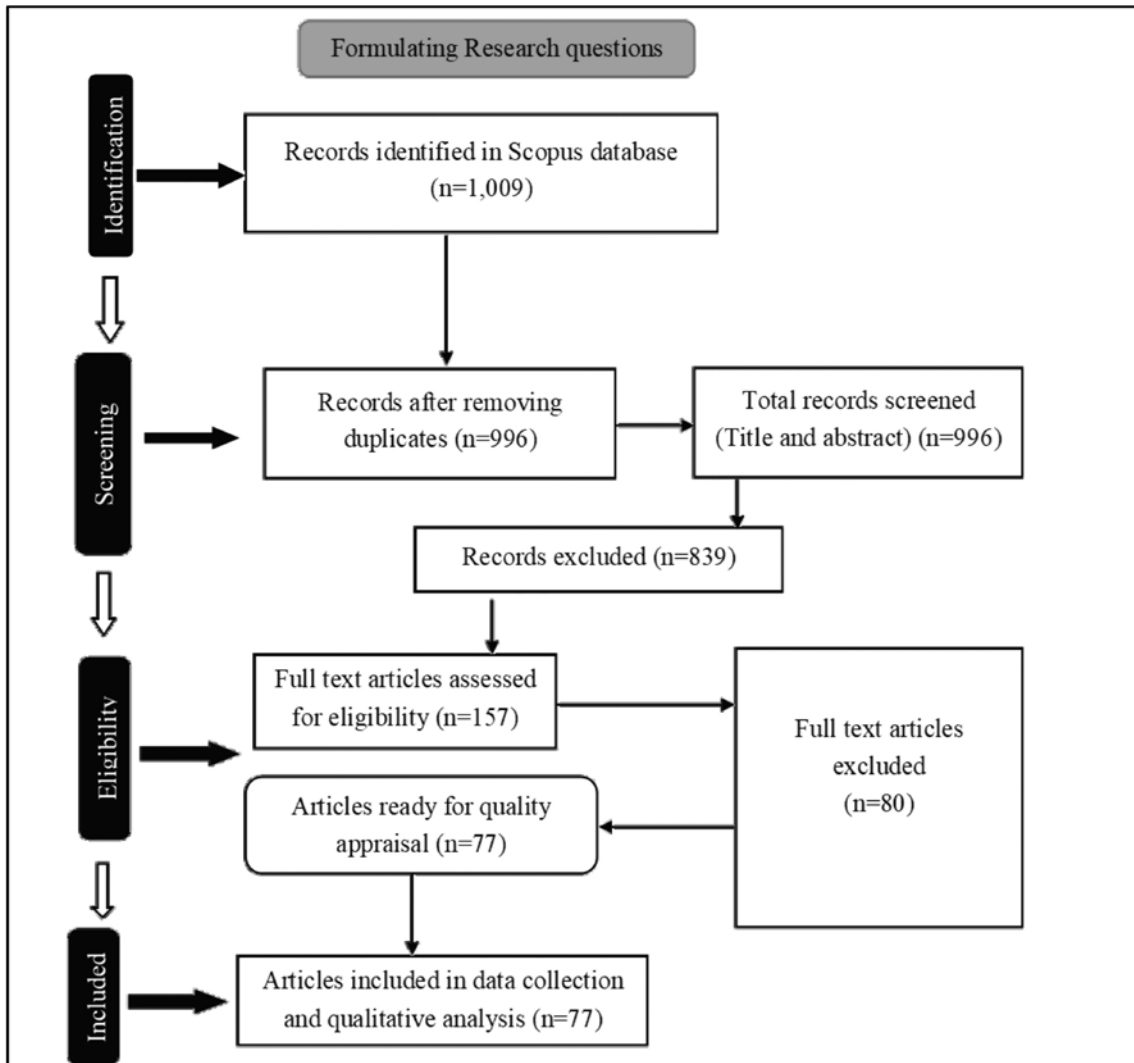 Formulating Research questions
Identification
Records identified in Scopus database
(n=1,009)
Screening
Records after removing
duplicates (n=996)
Total records screened
(Title and abstract) (n=996)
Records excluded (n=839)
Eligibility
Full text articles assessed
for eligibility (n=157)
Full text articles
excluded
(n=80)
Articles ready for quality
appraisal (n=77)
Included
Articles included in data collection
and qualitative analysis (n=77)